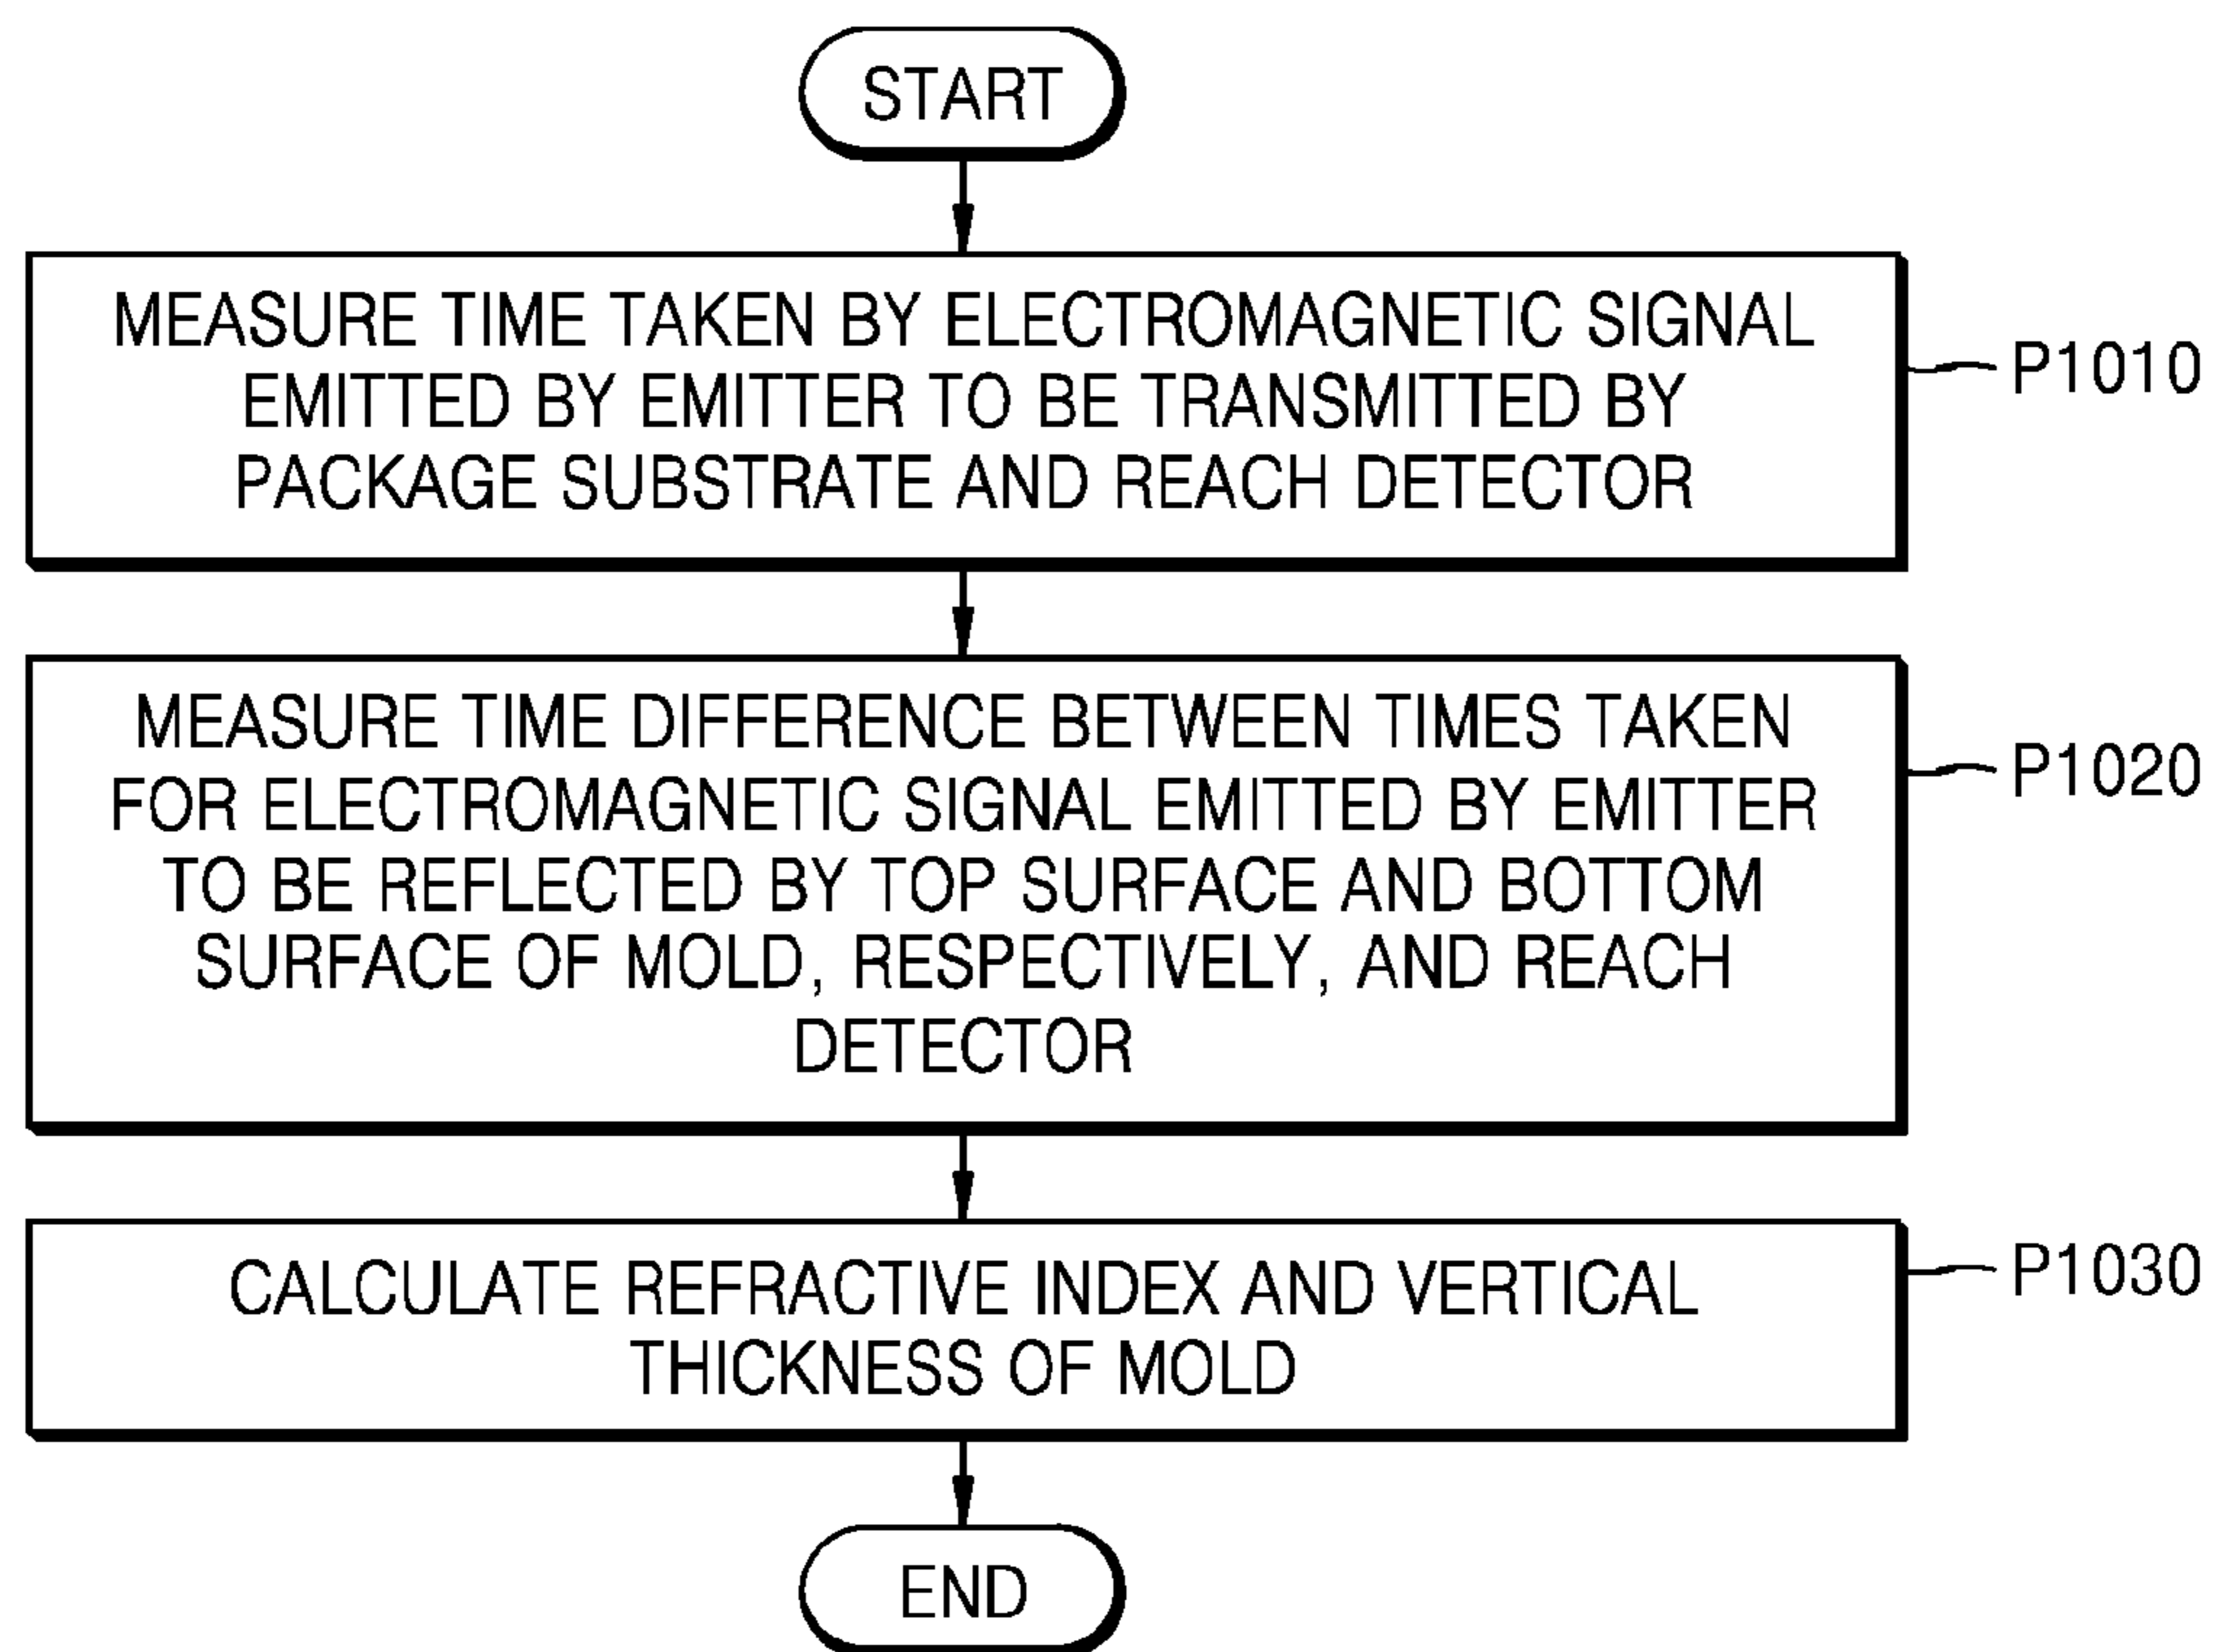 START
MEASURE TIME TAKEN BY ELECTROMAGNETIC SIGNAL
EMITTED BY EMITTER TO BE TRANSMITTED BY
PACKAGE SUBSTRATE AND REACH DETECTOR
P1010
MEASURE TIME DIFFERENCE BETWEEN TIMES TAKEN
FOR ELECTROMAGNETIC SIGNAL EMITTED BY EMITTER
TO BE REFLECTED BY TOP SURFACE AND BOTTOM
SURFACE OF MOLD, RESPECTIVELY, AND REACH
DETECTOR
P1020
CALCULATE REFRACTIVE INDEX AND VERTICAL
THICKNESS OF MOLD
P1030
END